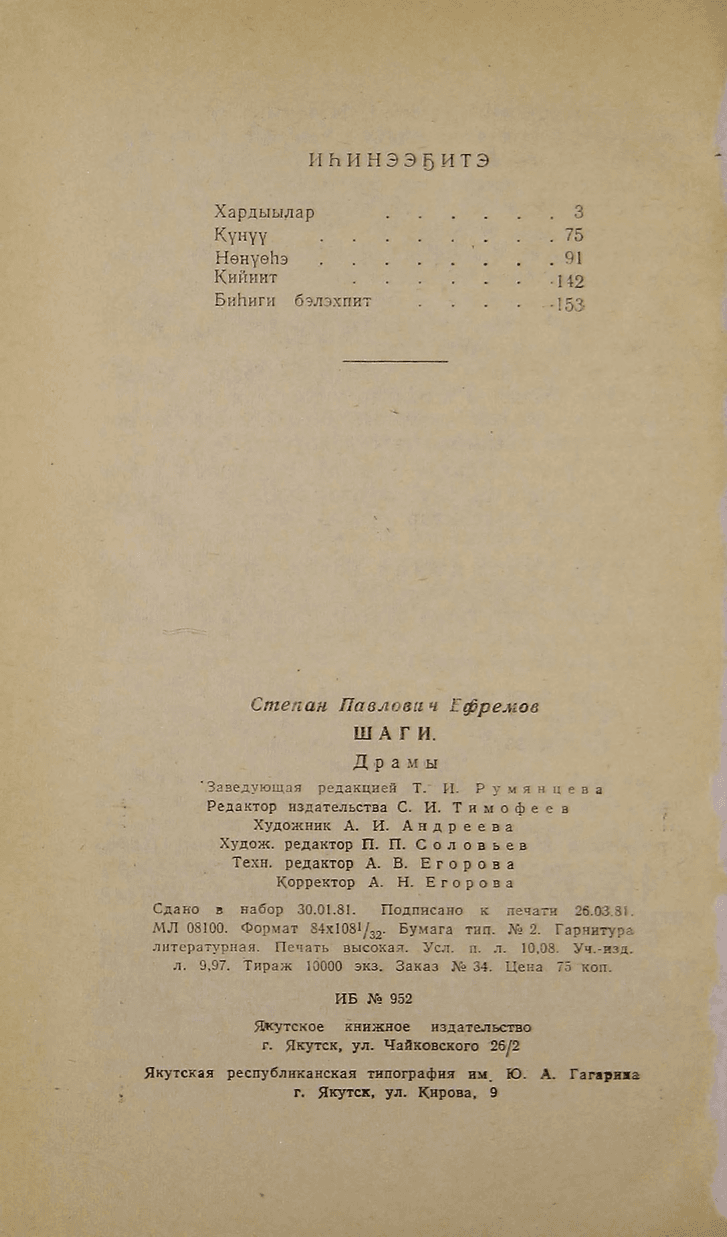 ИҺИНЭЭҔИТЭ
Хардыылар . . . . . . 3
Күнүү . . . . . . . . 75
Нөҥүөһэ . . . . . . . . 91
Кийиит . . . . . . . 142
Биһиги бэлэхпит . . . . . 153
Степан Павлович Ефремов
ШАГИ.
Драмы
Заведующая редакцией Т. И. Румянцева
Редактор издательства С. И. Тимофеев
Художник А. И. Андреева
Худож. редактор П. П. Соловьев
Техн. редактор А. В. Егорова
Корректор А. Н. Егорова
Сдано в набор 30.01.81. Подписано к печати 26.03.81.
МЛ 08100. Формат 84х108¹/₃₂. Бумага тип. № 2. Гарнитура
литературная. Печать высокая. Усл. п. л. 10,08. Уч.-изд.
л. 9,97. Тираж 10000 экз. Заказ № 34. Цена 75 коп.
ИБ № 952
Якутское книжное издательство
г. Якутск, ул. Чайковского 26/2
Якутская республиканская типография им. Ю. А. Гагарина
г. Якутск, ул. Кирова, 9